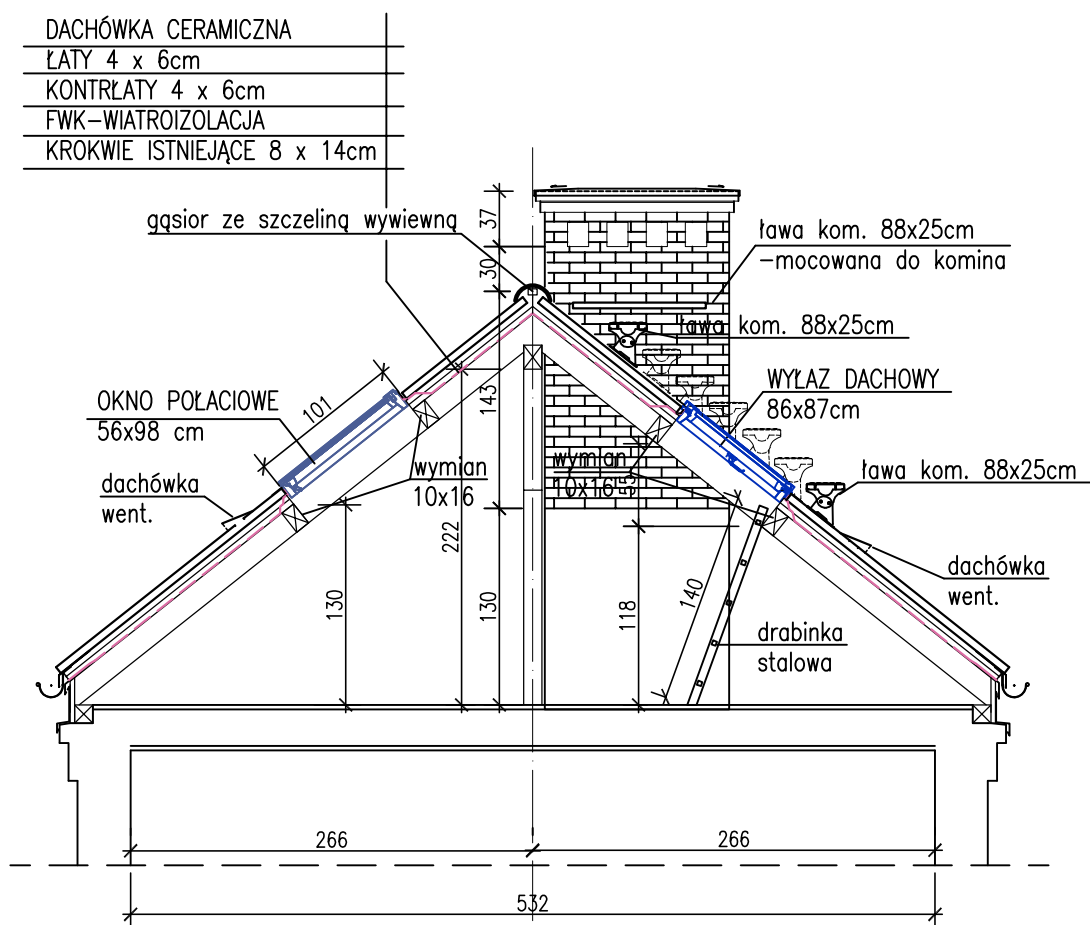 DACHÓWKA CERAMICZNA
ŁATY 4 x 6cm
KONTRŁATY 4 x 6cm
FWK-WIATROIZOLACJA
KROKWIE ISTNIEJĄCE 8 x 14cm
gąsior ze szczeliną wywiewną
37
30
ława kom. 88x25cm
-mocowana do komina
ława kom. 88x25cm
143
WYŁAZ DACHOWY
86x87cm
OKNO POŁACIOWE
56x98 cm
101
wymian
10x16
wymian
10x16
ława kom. 88x25cm
dachówka
went.
222
dachówka
went.
130
130
118
140
drabinka
stalowa
266
266
532